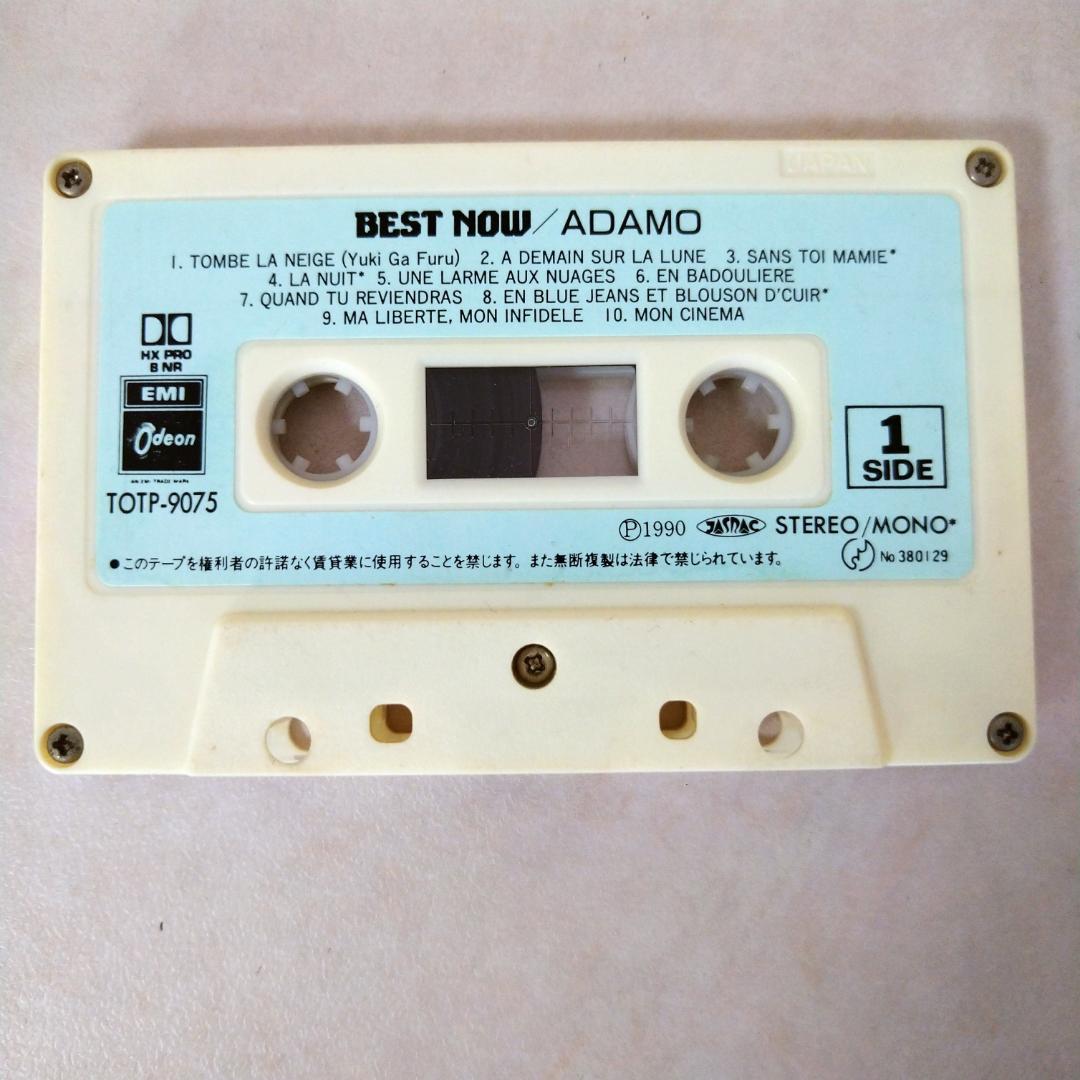 JAPAN
BEST NOW/ADAMO
1. TOMBE LA NEIGE (Yuki Ga Furu) 2. A DEMAIN SUR LA LUNE 3. SANS TOI MAMIE*
4. LA NUIT* 5. UNE LARME AUX NUAGES 6. EN BADOULIERE
7. QUAND TU REVIENDRAS 8. EN BLUE JEANS ET BLOUSON D'CUIR*
9. MA LIBERTE, MON INFIDELE 10. MON CINEMA
HX PRO
B NR
EMI
Odeon
AN EMI TRADE MARK
TOTP-9075
1
SIDE
Ⓟ1990 JASRAC STEREO/MONO*
●このテープを権利者の許諾なく賃貸業に使用することを禁じます。また無断複製は法律で禁じられています。
No 380129